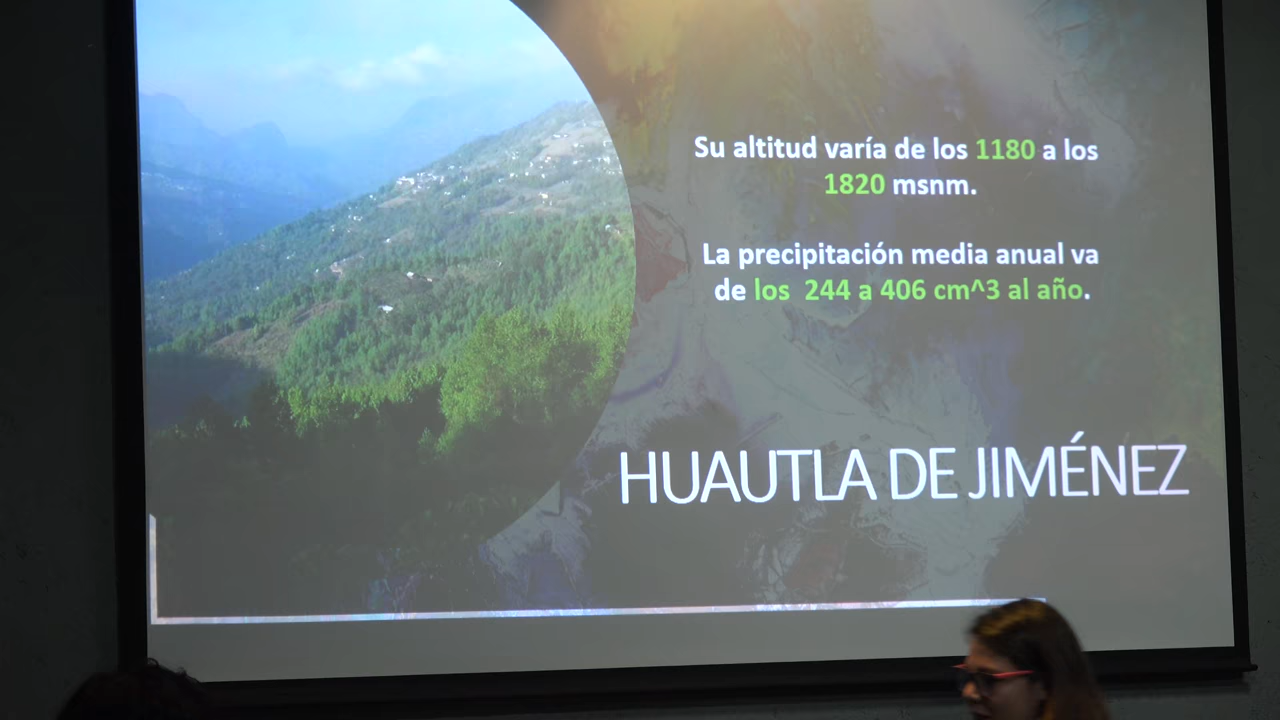 Su altitud varía de los 1180 a los
1820 msnm.
La precipitación media anual va
de los 244 a 406 cm^3 al año.
HUAUTLA DE JIMÉNEZ